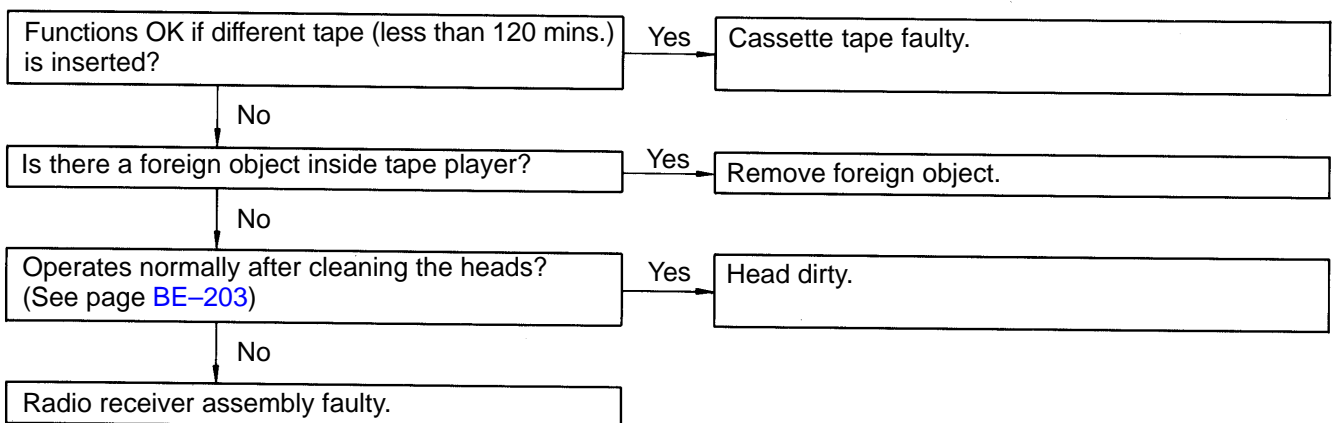 Functions OK if different tape (less than 120 mins.)
is inserted?
Yes
Cassette tape faulty.
No
Is there a foreign object inside tape player?
Yes
Remove foreign object.
No
Operates normally after cleaning the heads?
(See page BE–203)
Yes
Head dirty.
No
Radio receiver assembly faulty.